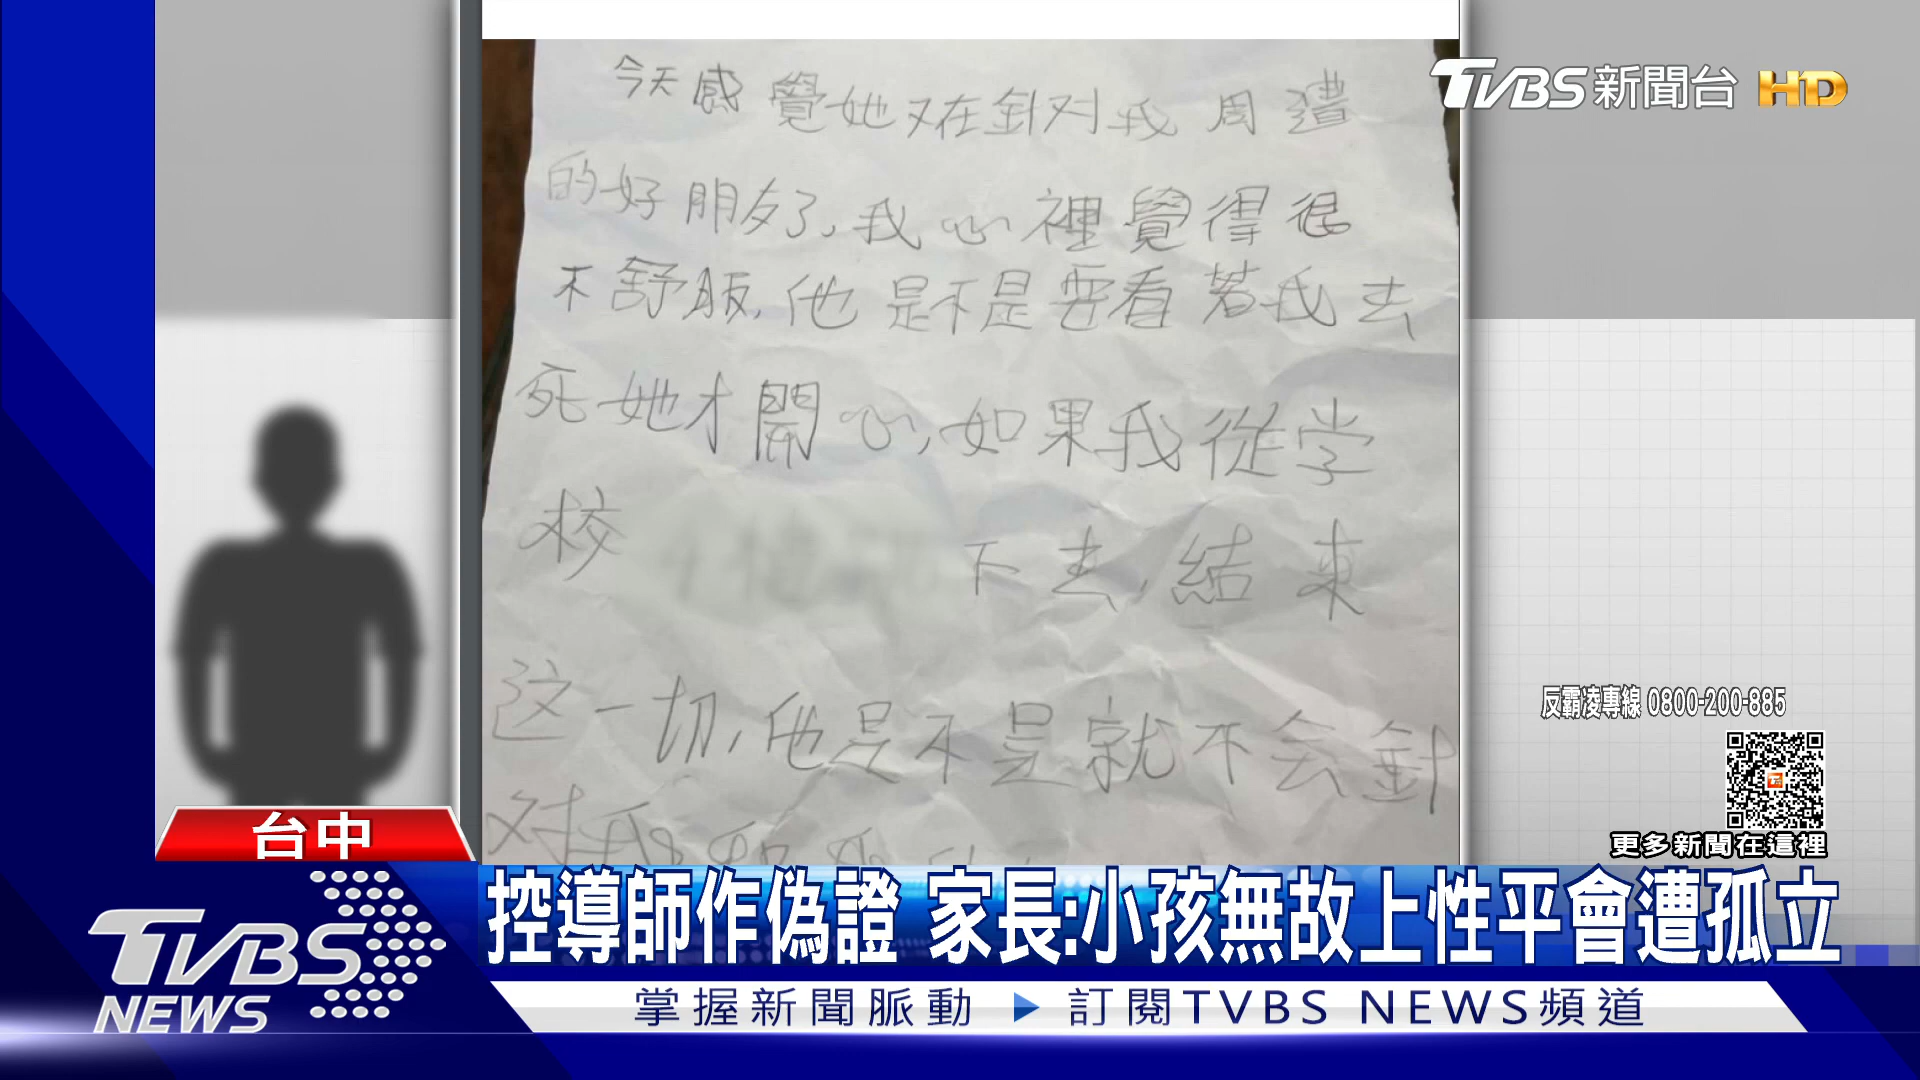 今天感覺她又在針对我周遭
的好朋友了,我心裡覺得很
不舒服,他是不是要看著我去
死她才開心,如果我從学
校
下去,結束
这一切,他是不是就不会針
对我
TVBS新聞台 HD
反霸凌專線 0800-200-885
更多新聞在這裡
台中
控導師作偽證 家長:小孩無故上性平會遭孤立
TVBS NEWS
掌握新聞脈動 ▶ 訂閱TVBS NEWS頻道